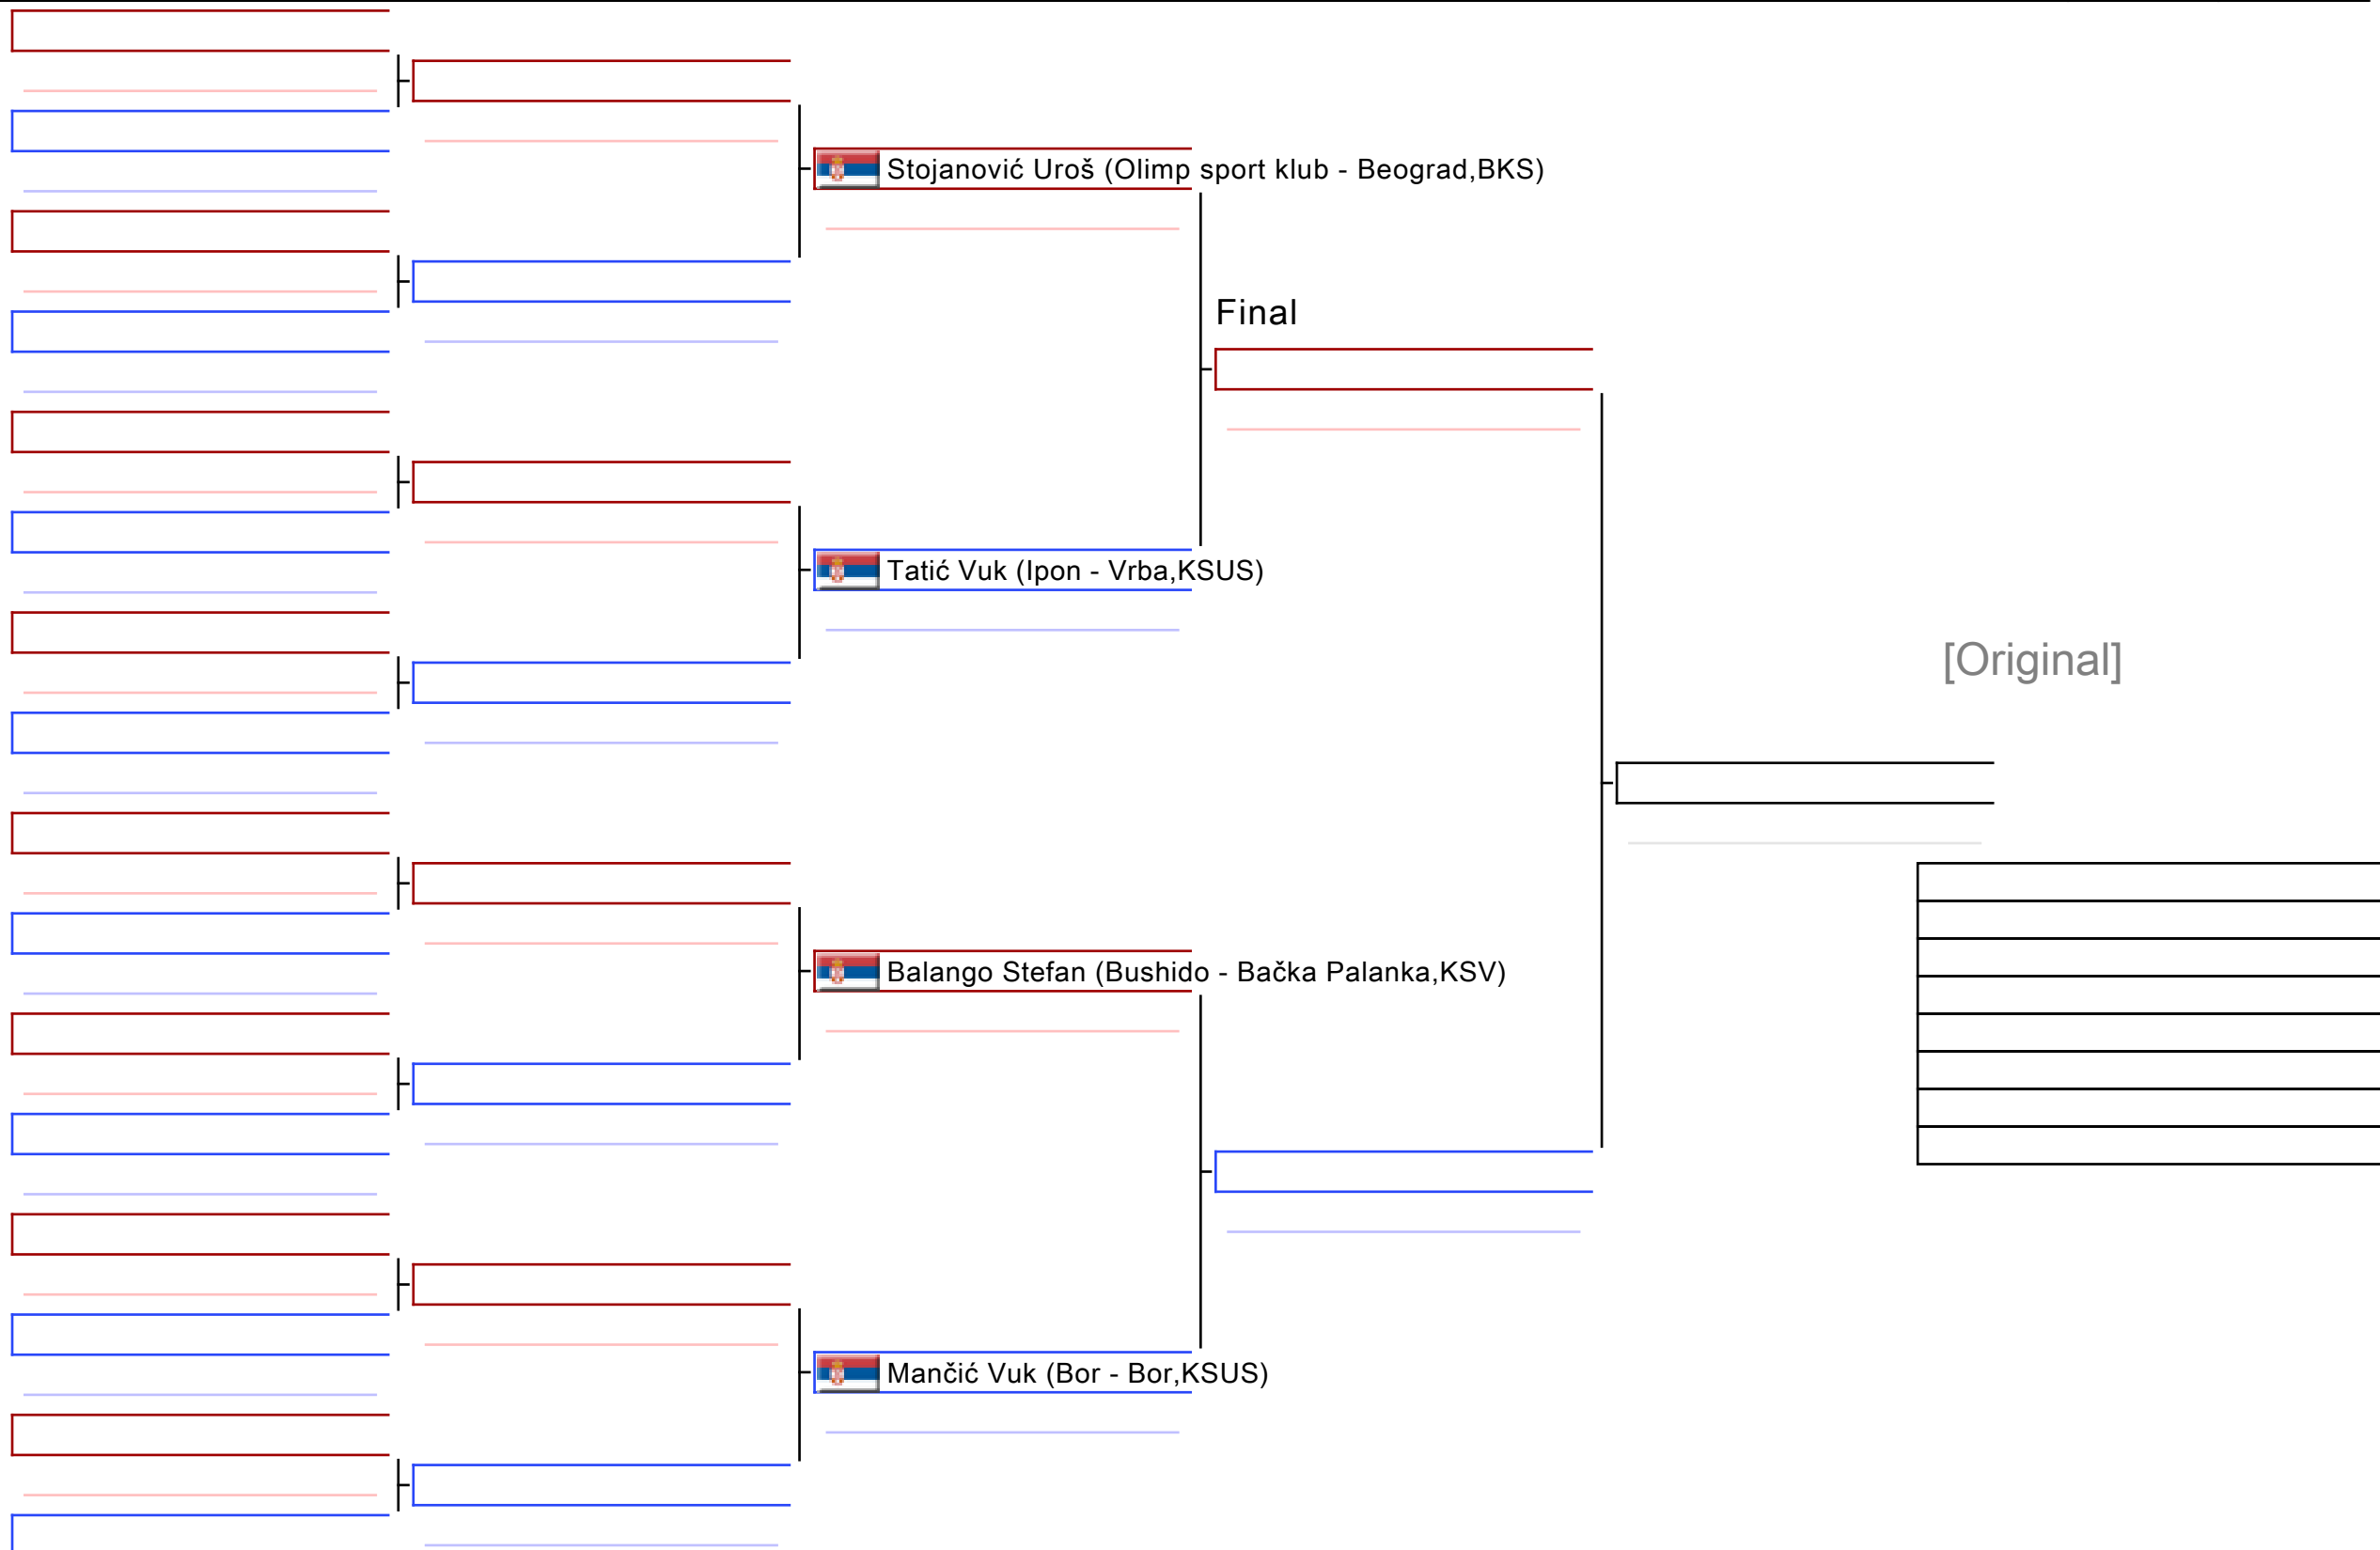 Stojanović Uroš (Olimp sport klub - Beograd,BKS)
Final
Tatić Vuk (Ipon - Vrba,KSUS)
[Original]
Balango Stefan (Bushido - Bačka Palanka,KSV)
Mančić Vuk (Bor - Bor,KSUS)